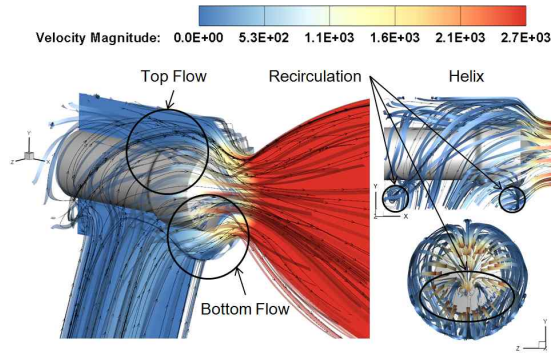 Velocity Magnitude: 0.0E+00 5.3E+02 1.1E+03 1.6E+03 2.1E+03 2.7E+03
Top Flow
Recirculation
Helix
Bottom Flow
Y
Z
X
Y
Z
X
Y
Z
X